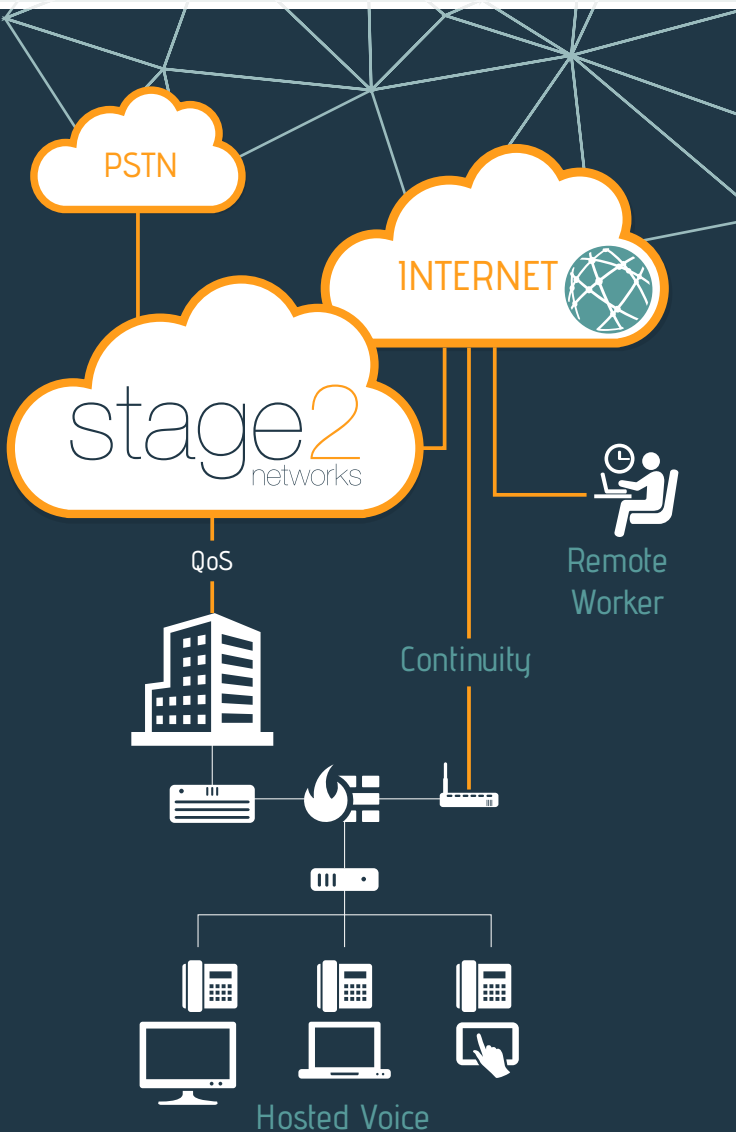 PSTN
INTERNET
stage2
networks
QoS
Remote
Worker
Continuity
Hosted Voice